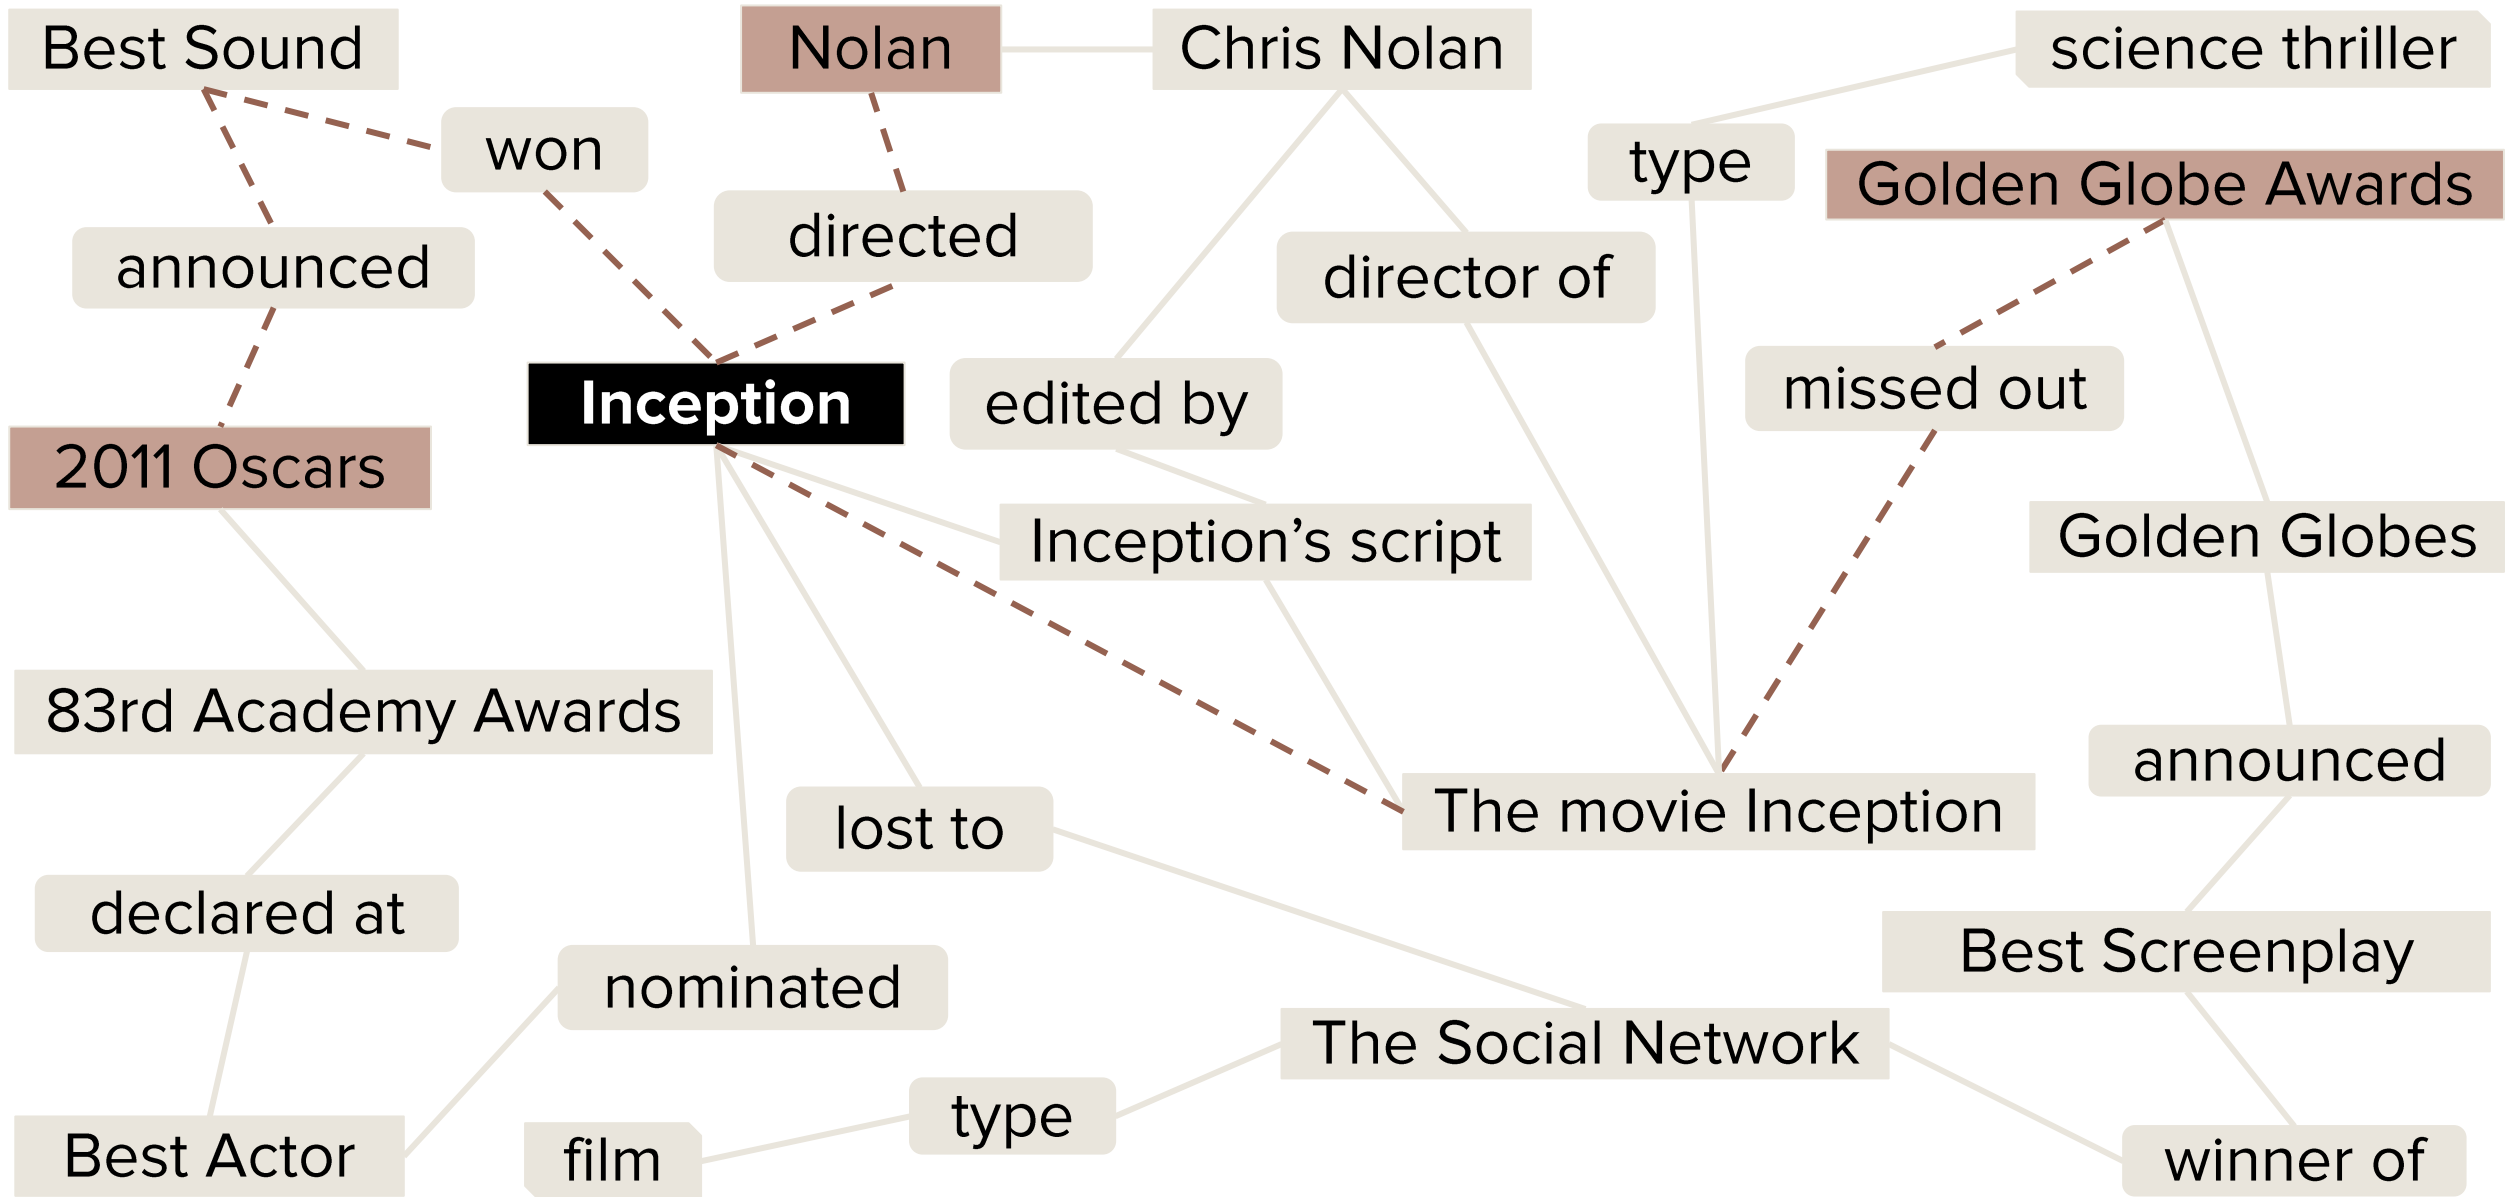 Best Sound
Nolan
Chris Nolan
science thriller
won
type
Golden Globe Awards
directed
announced
director of
missed out
Inception
edited by
2011 Oscars
Inception’s script
Golden Globes
83rd Academy Awards
announced
The movie Inception
lost to
declared at
Best Screenplay
nominated
The Social Network
type
Best Actor
film
winner of